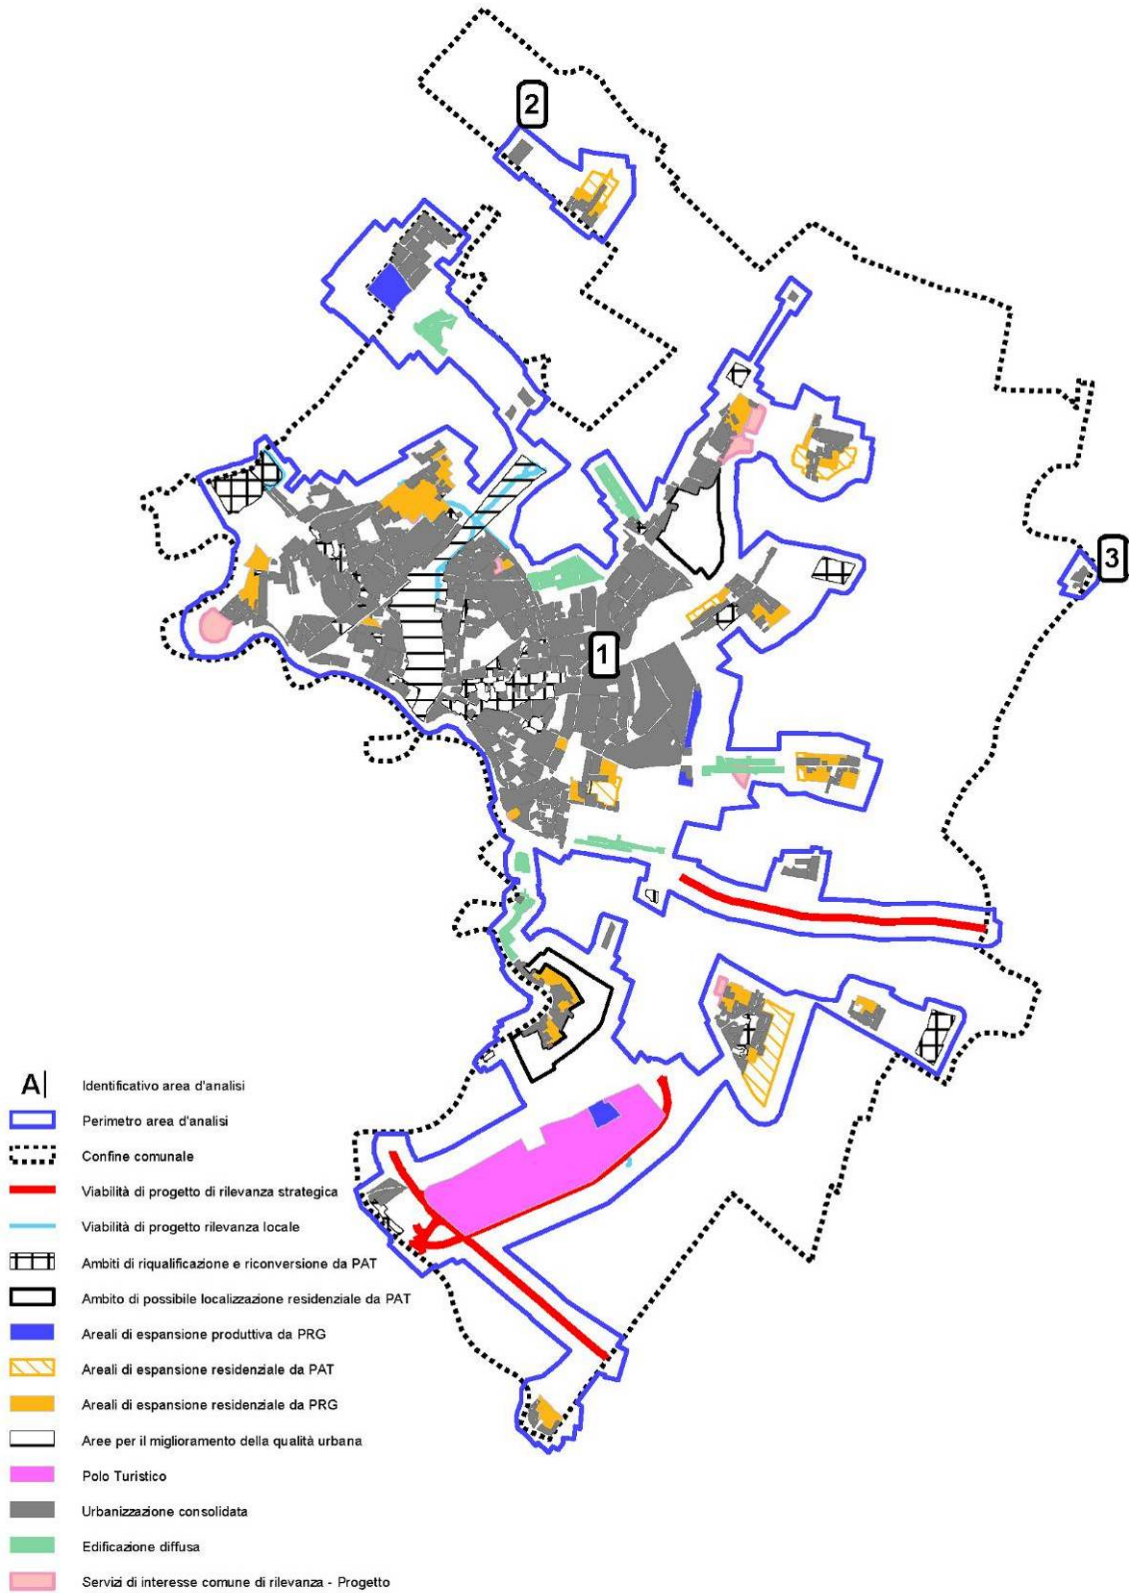 2
3
1
A| Identificativo area d'analisi
Perimetro area d'analisi
Confine comunale
Viabilità di progetto di rilevanza strategica
Viabilità di progetto rilevanza locale
Ambiti di riqualificazione e riconversione da PAT
Ambito di possibile localizzazione residenziale da PAT
Areali di espansione produttiva da PRG
Areali di espansione residenziale da PAT
Areali di espansione residenziale da PRG
Aree per il miglioramento della qualità urbana
Polo Turistico
Urbanizzazione consolidata
Edificazione diffusa
Servizi di interesse comune di rilevanza - Progetto